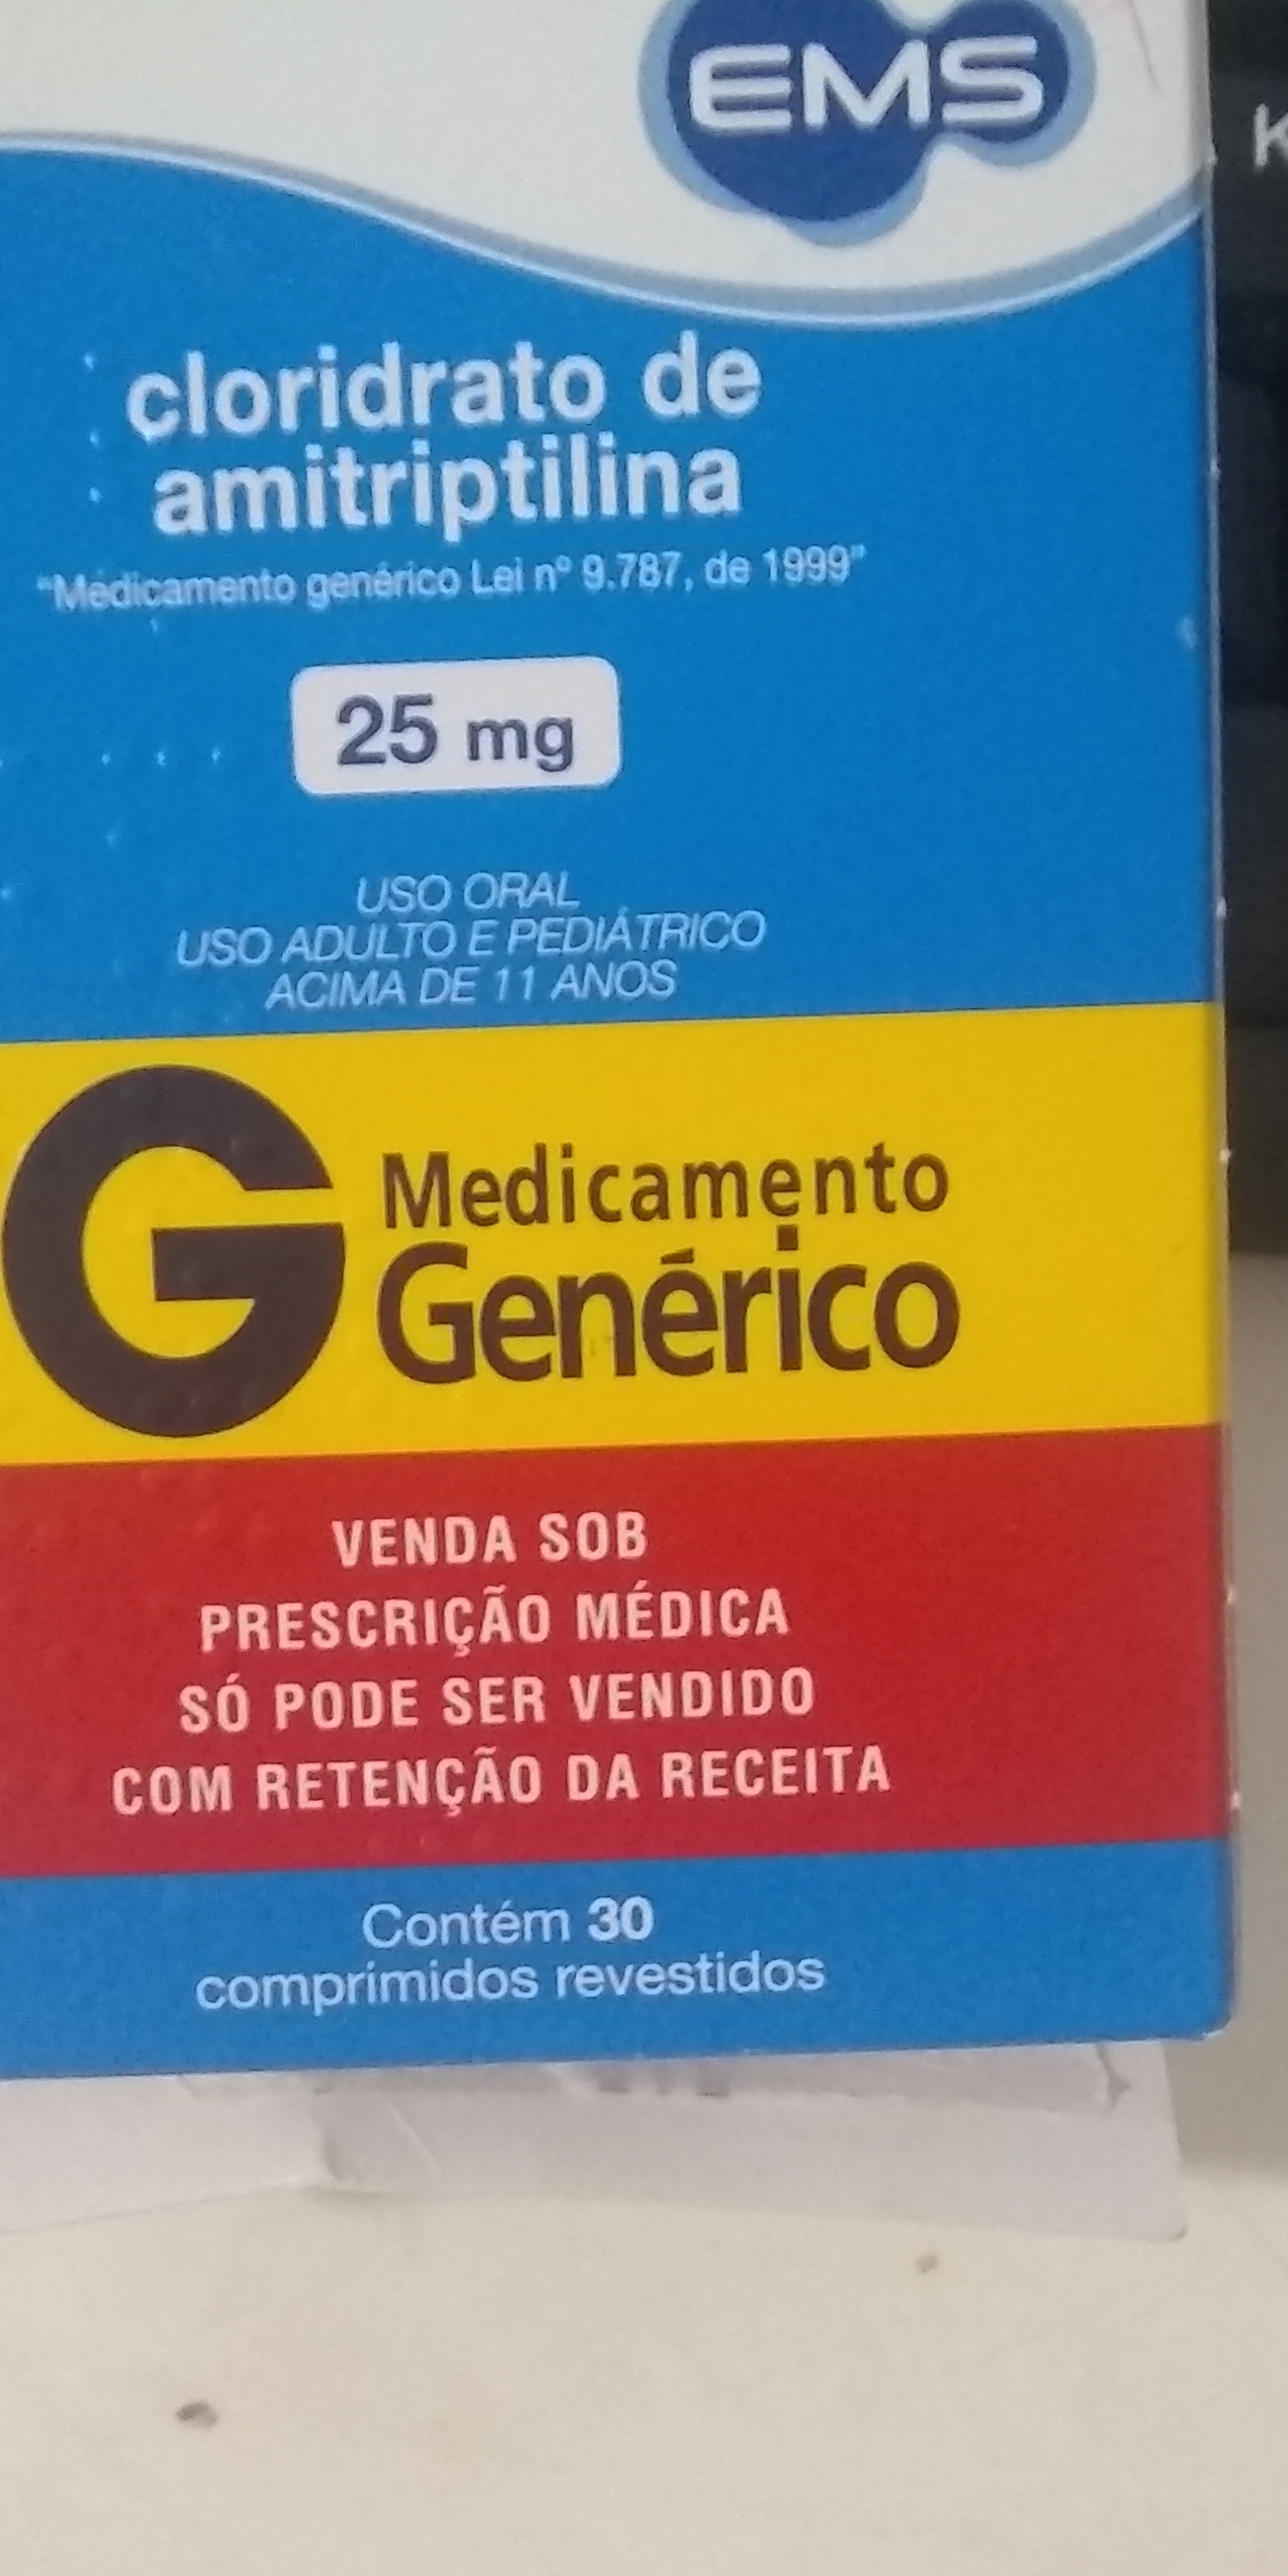 EMS
K
cloridrato de
amitriptilina
"Medicamento genérico Lei nº 9.787, de 1999"
25 mg
USO ORAL
USO ADULTO E PEDIÁTRICO
ACIMA DE 11 ANOS
G
Medicamento
Genérico
VENDA SOB
PRESCRIÇÃO MÉDICA
SÓ PODE SER VENDIDO
COM RETENÇÃO DA RECEITA
Contém 30
comprimidos revestidos